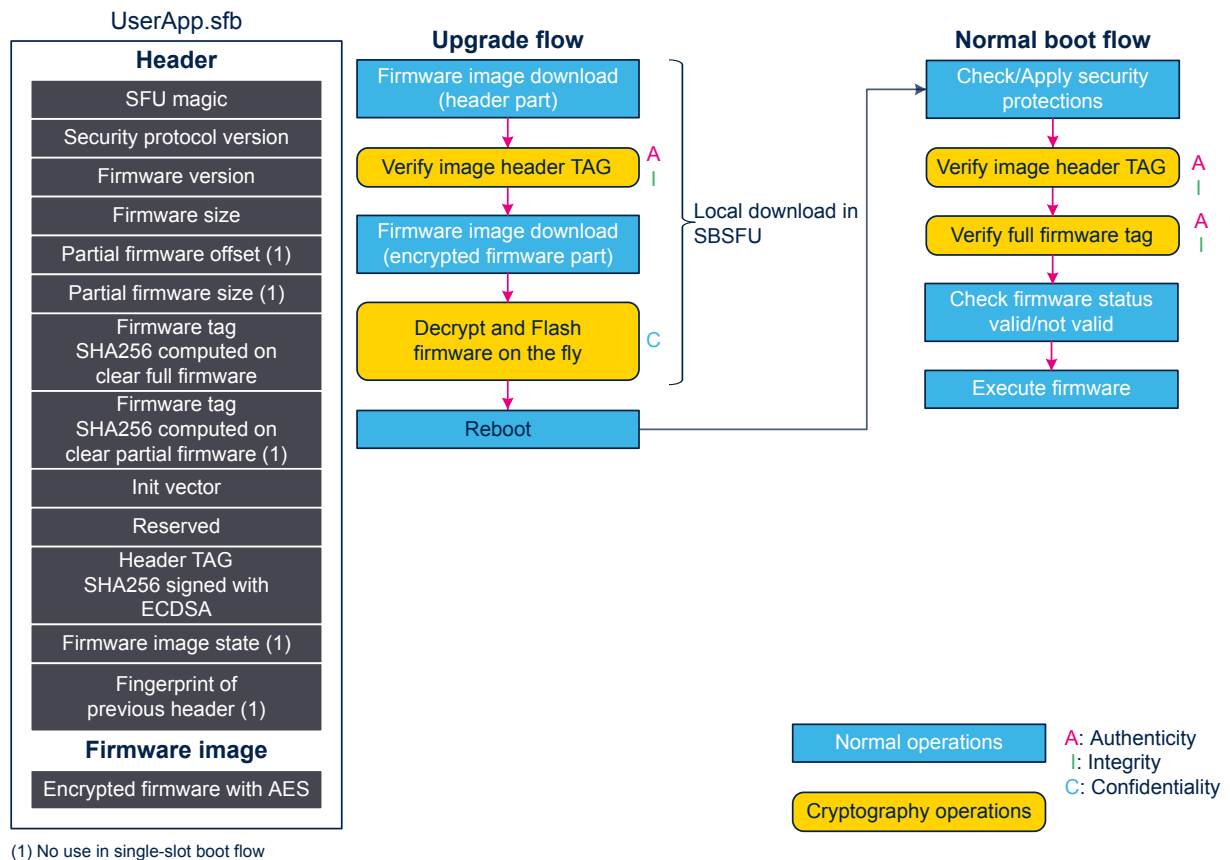 UserApp.sfb
Header
SFU magic
Security protocol version
Firmware version
Firmware size
Partial firmware offset (1)
Partial firmware size (1)
Firmware tag
SHA256 computed on
clear full firmware
Firmware tag
SHA256 computed on
clear partial firmware (1)
Init vector
Reserved
Header TAG
SHA256 signed with
ECDSA
Firmware image state (1)
Fingerprint of
previous header (1)
Firmware image
Encrypted firmware with AES
(1) No use in single-slot boot flow
Upgrade flow
Firmware image download
(header part)
Verify image header TAG
A
I
Firmware image download
(encrypted firmware part)
Decrypt and Flash
firmware on the fly
C
Reboot
Local download in
SBSFU
Normal boot flow
Check/Apply security
protections
Verify image header TAG
A
I
Verify full firmware tag
A
I
Check firmware status
valid/not valid
Execute firmware
Normal operations
Cryptography operations
A: Authenticity
I: Integrity
C: Confidentiality